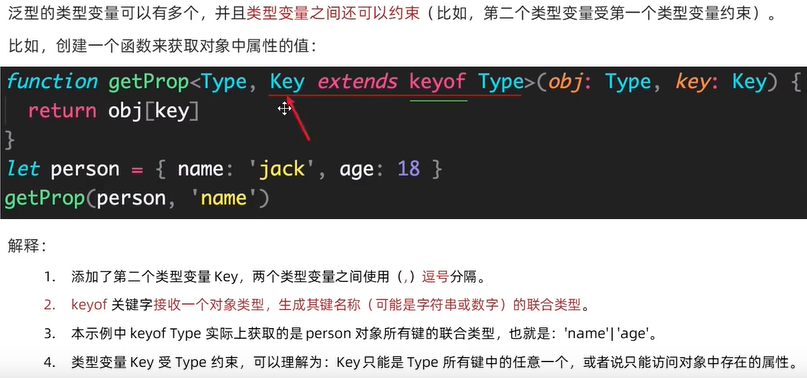 泛型的类型变量可以有多个，并且类型变量之间还可以约束（比如，第二个类型变量受第一个类型变量约束）。
比如，创建一个函数来获取对象中属性的值：
function getProp<Type, Key extends keyof Type>(obj: Type, key: Key) {
  return obj[key]
}
let person = { name: 'jack', age: 18 }
getProp(person, 'name')
解释：
1. 添加了第二个类型变量 Key，两个类型变量之间使用（,）逗号分隔。
2. keyof 关键字接收一个对象类型，生成其键名称（可能是字符串或数字）的联合类型。
3. 本示例中 keyof Type 实际上获取的是 person 对象所有键的联合类型，也就是：'name' | 'age'。
4. 类型变量 Key 受 Type 约束，可以理解为：Key 只能是 Type 所有键中的任意一个，或者说只能访问对象中存在的属性。